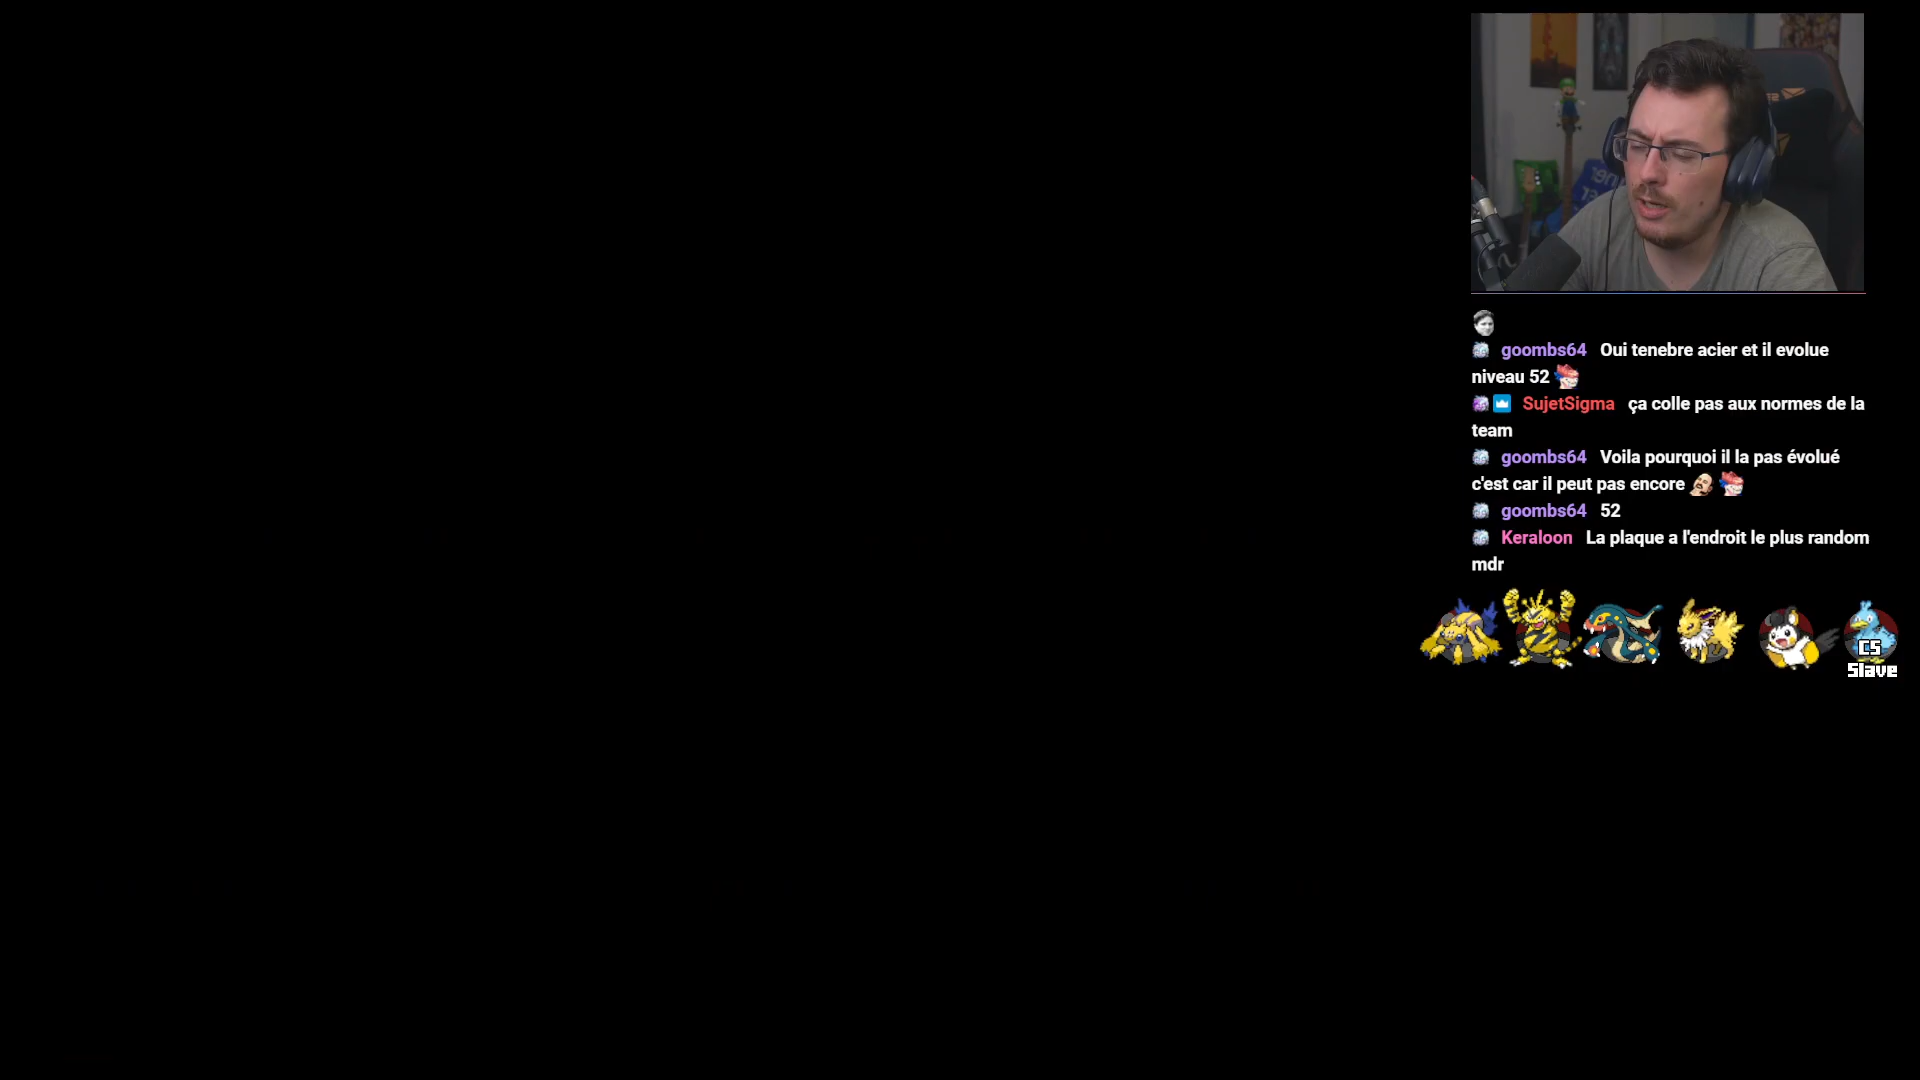 goombs64 Oui tenebre acier et il evolue
niveau 52
SujetSigma ça colle pas aux normes de la
team
goombs64 Voila pourquoi il la pas évolué
c'est car il peut pas encore
goombs64 52
Keraloon La plaque a l'endroit le plus random
mdr
CS
Slave